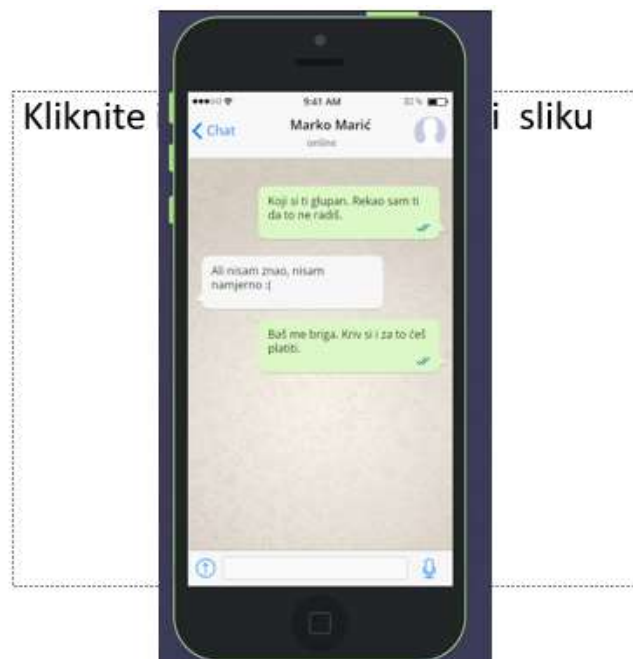 9:41 AM
Chat
Marko Marić
online
Kliknite
i sliku
Koji si ti glupan. Rekao sam ti
da to ne radiš.
Ali nisam znao, nisam
namjerno :(
Baš me briga. Kriv si i za to ćeš
platiti.